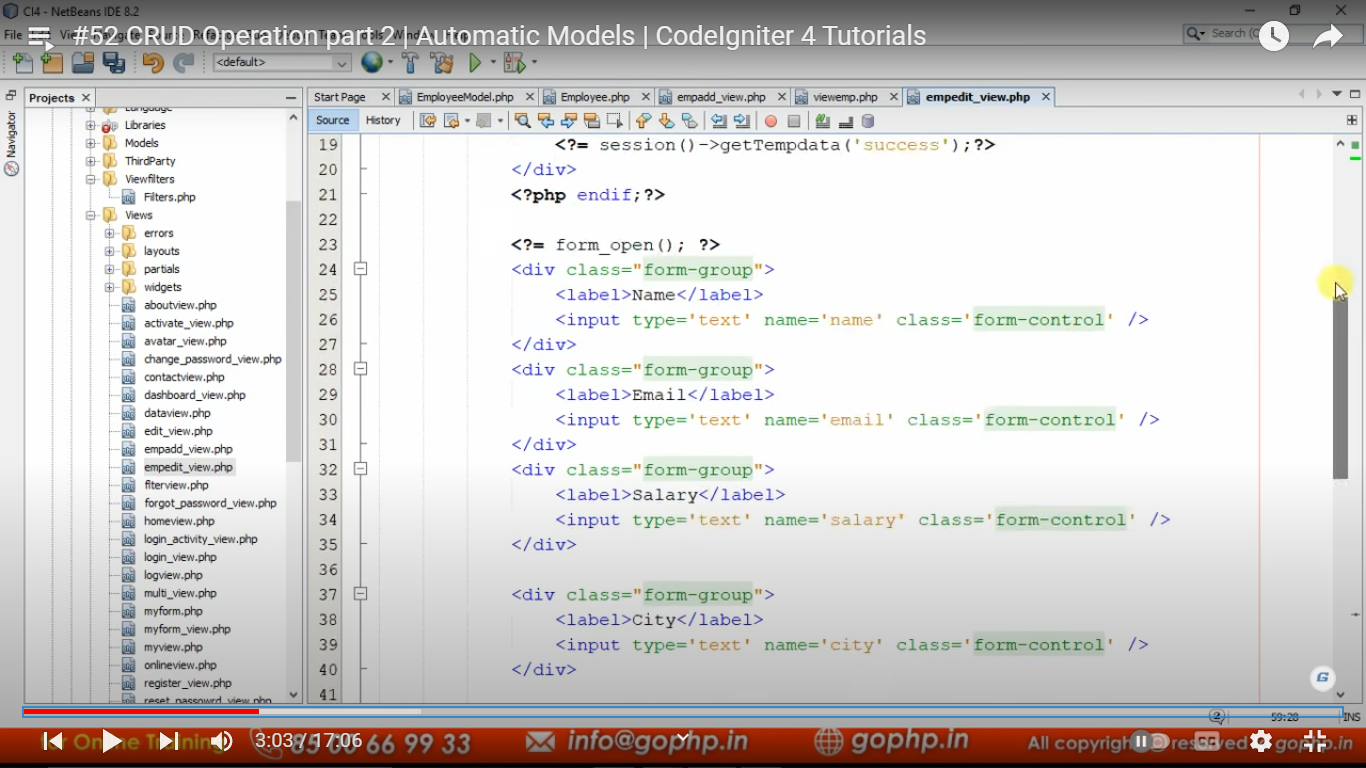 CI4 - NetBeans IDE 8.2
#52 CRUD Operation part 2 | Automatic Models | CodeIgniter 4 Tutorials
File
Search (C
<default>
Projects
Navigator
Start Page
EmployeeModel.php
Employee.php
empadd_view.php
viewemp.php
empedit_view.php
Source
History
Language
Libraries
Models
ThirdParty
Viewfilters
Filters.php
Views
errors
layouts
partials
widgets
aboutview.php
activate_view.php
avatar_view.php
change_password_view.php
contactview.php
dashboard_view.php
dataview.php
edit_view.php
empadd_view.php
empedit_view.php
flterview.php
forgot_password_view.php
homeview.php
login_activity_view.php
login_view.php
logview.php
multi_view.php
myform.php
myform_view.php
myview.php
onlineview.php
register_view.php
reset_passowrd_view.php
19 <?= session()->getTempdata('success');?>
20 </div>
21 <?php endif;?>
22
23 <?= form_open(); ?>
24 <div class="form-group">
25 <label>Name</label>
26 <input type='text' name='name' class='form-control' />
27 </div>
28 <div class="form-group">
29 <label>Email</label>
30 <input type='text' name='email' class='form-control' />
31 </div>
32 <div class="form-group">
33 <label>Salary</label>
34 <input type='text' name='salary' class='form-control' />
35 </div>
36
37 <div class="form-group">
38 <label>City</label>
39 <input type='text' name='city' class='form-control' />
40 </div>
41
G
2
59:28
INS
for Online Training
3:03 / 17:06
85 00 66 99 33
info@gophp.in
gophp.in
All copyright reserved gophp.in
CC